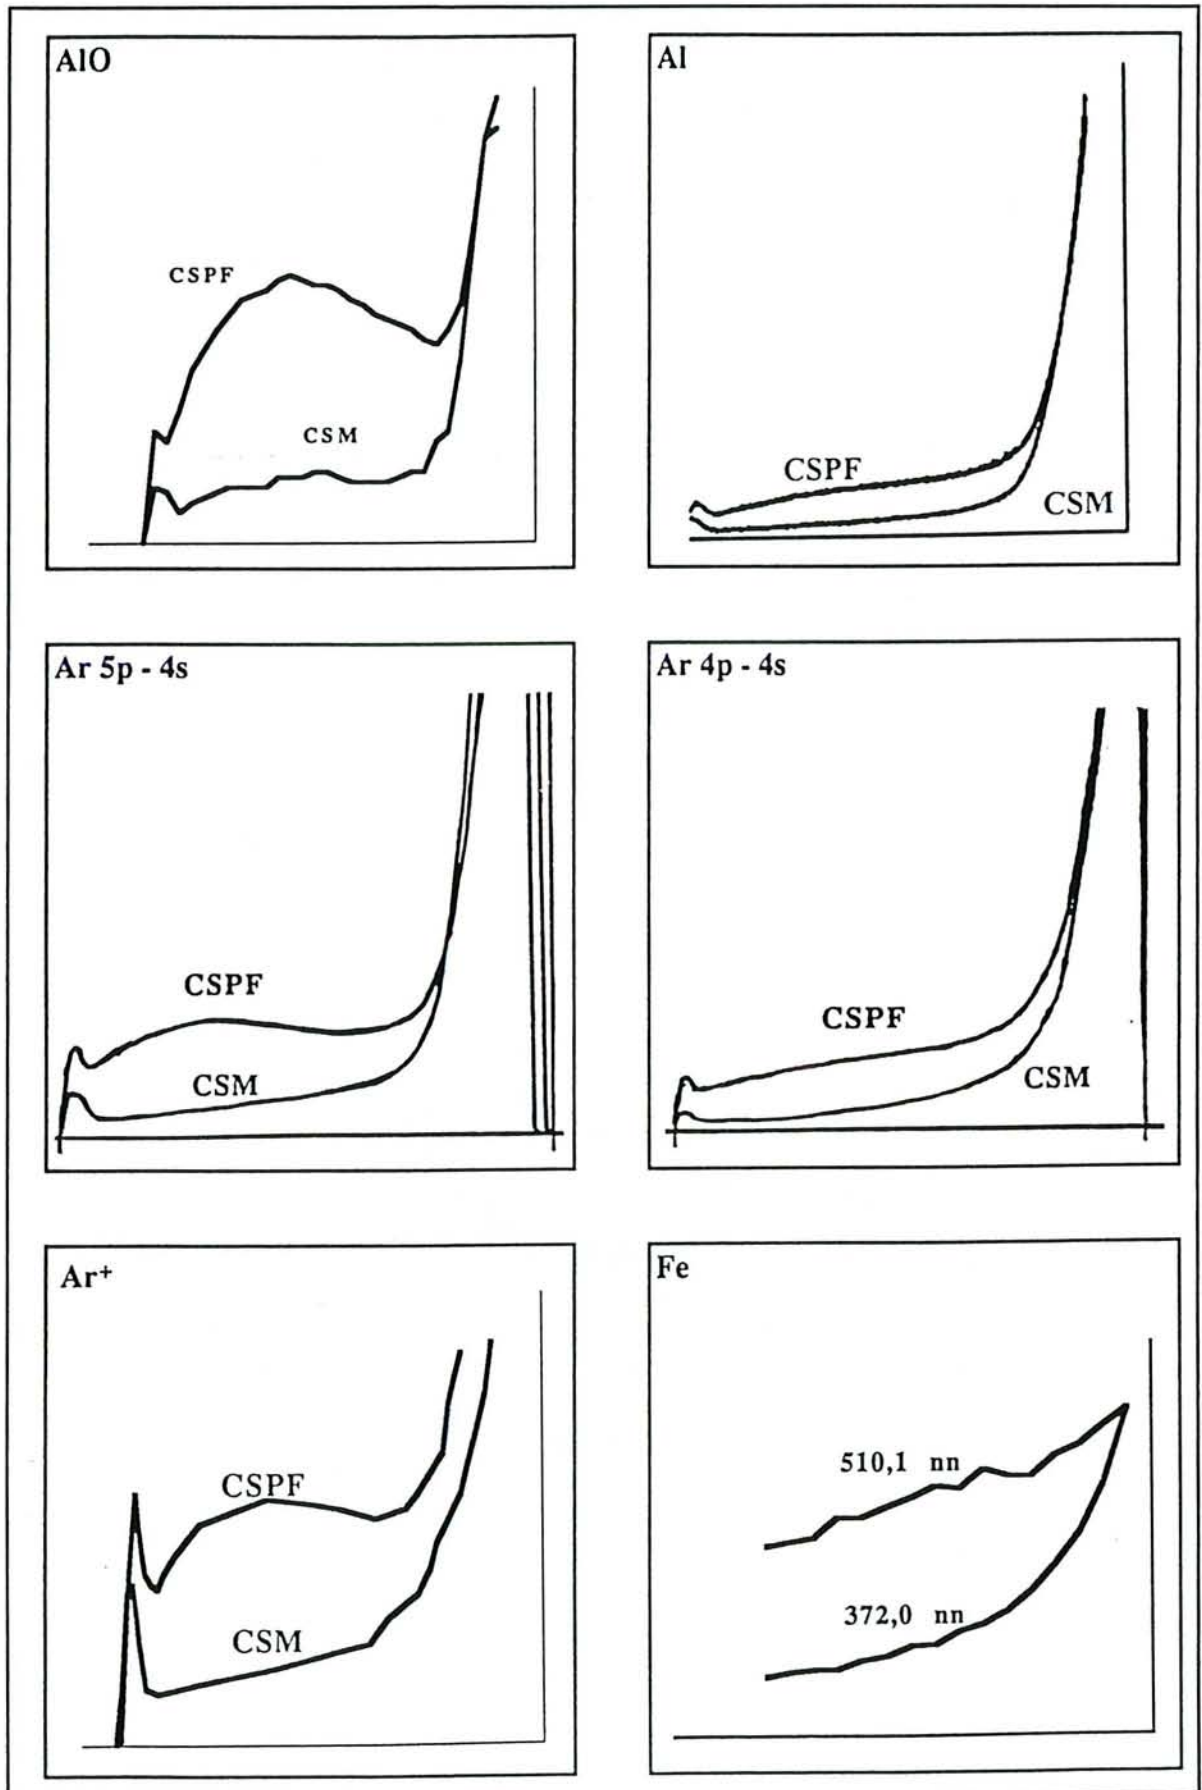 AlO
CSPF
CSM
Al
CSPF
CSM
Ar 5p - 4s
CSPF
CSM
Ar 4p - 4s
CSPF
CSM
Ar⁺
CSPF
CSM
Fe
510,1 nn
372,0 nn